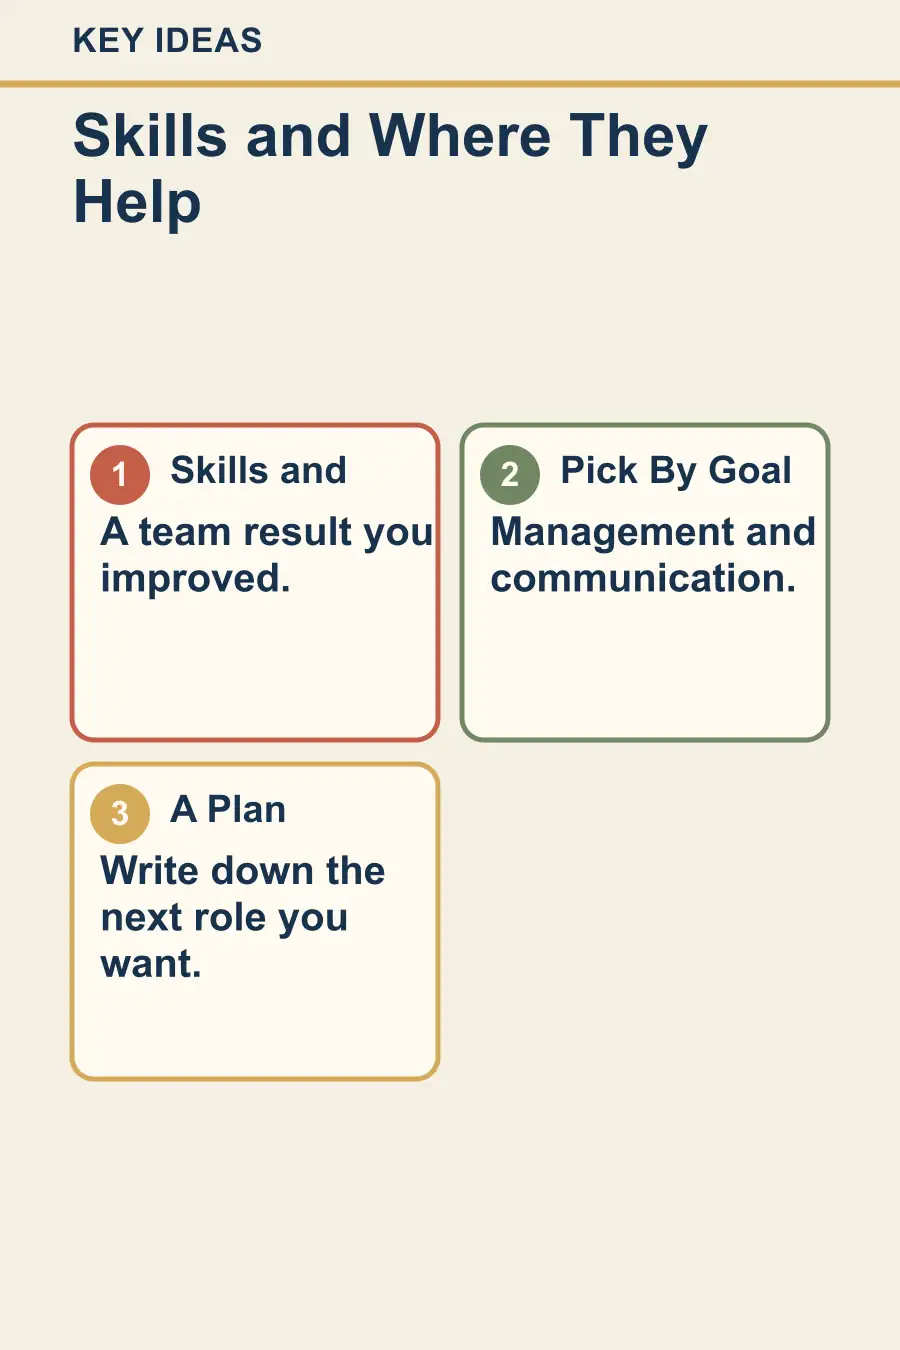 KEY IDEAS
Skills and Where They
Help
1 Skills and
A team result you
improved.
2 Pick By Goal
Management and
communication.
3 A Plan
Write down the
next role you
want.